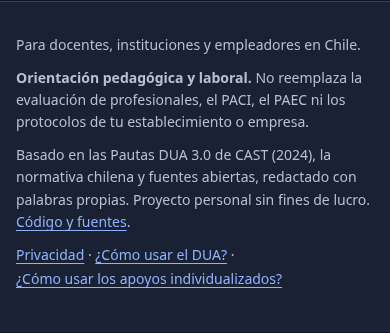 Para docentes, instituciones y empleadores en Chile.
Orientación pedagógica y laboral. No reemplaza la
evaluación de profesionales, el PACI, el PAEC ni los
protocolos de tu establecimiento o empresa.
Basado en las Pautas DUA 3.0 de CAST (2024), la
normativa chilena y fuentes abiertas, redactado con
palabras propias. Proyecto personal sin fines de lucro.
Código y fuentes.
Privacidad · ¿Cómo usar el DUA? ·
¿Cómo usar los apoyos individualizados?